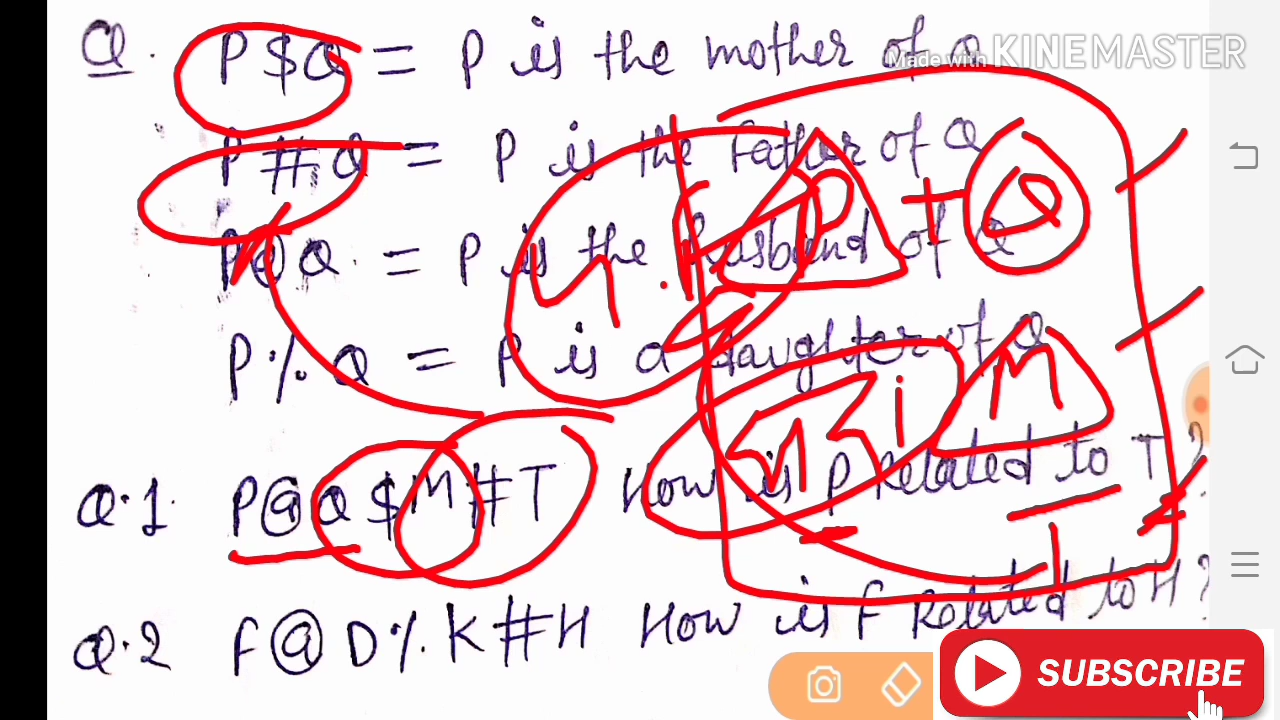 Made with KINEMASTER
Q. P $ Q = P is the mother of Q
P # Q = P is the father of Q
P @ Q = P is the husband of Q
P % Q = P is a daughter of Q
P + Q
M
Q.1. P @ Q $ M # T How is P Related to T?
Q.2 F @ D % K # H How is F Related to H?
SUBSCRIBE